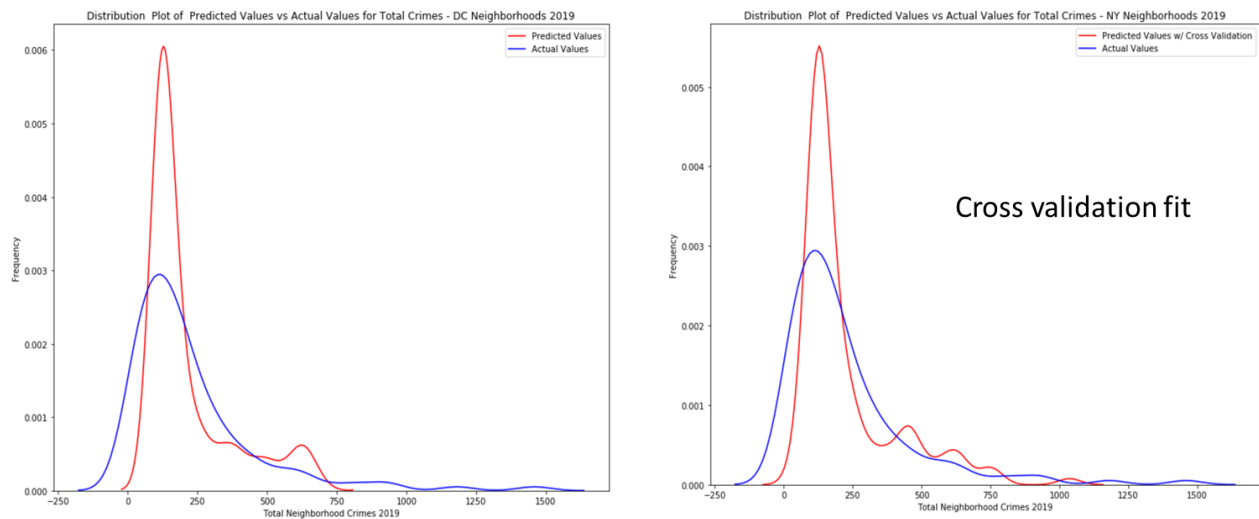 Distribution  Plot of  Predicted Values vs Actual Values for Total Crimes - DC Neighborhoods 2019
Predicted Values
Actual Values
0.006
0.005
0.004
0.003
0.002
0.001
0.000
Frequency
−250
0
250
500
750
1000
1250
1500
Total Neighborhood Crimes 2019
Distribution  Plot of  Predicted Values vs Actual Values for Total Crimes - NY Neighborhoods 2019
Predicted Values w/ Cross Validation
Actual Values
Cross validation fit
0.005
0.004
0.003
0.002
0.001
0.000
Frequency
−250
0
250
500
750
1000
1250
1500
Total Neighborhood Crimes 2019